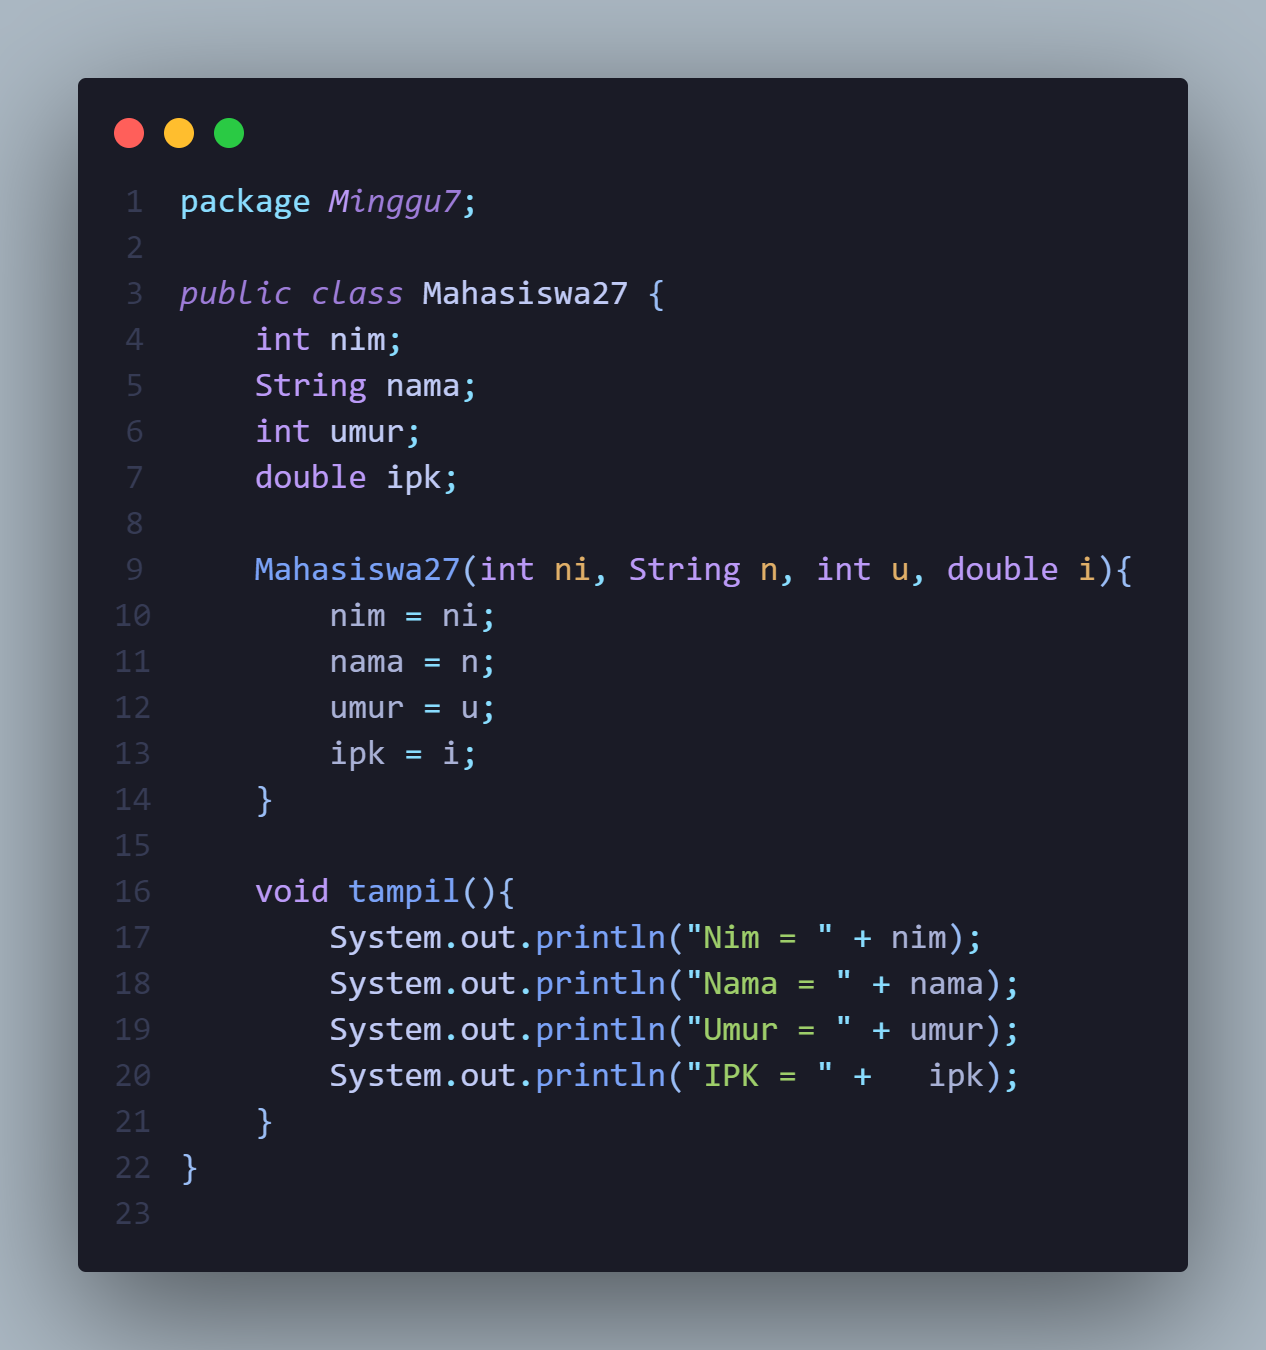 1 package Minggu7;
2
3 public class Mahasiswa27 {
4     int nim;
5     String nama;
6     int umur;
7     double ipk;
8
9     Mahasiswa27(int ni, String n, int u, double i){
10         nim = ni;
11         nama = n;
12         umur = u;
13         ipk = i;
14     }
15
16     void tampil(){
17         System.out.println("Nim = " + nim);
18         System.out.println("Nama = " + nama);
19         System.out.println("Umur = " + umur);
20         System.out.println("IPK = " +   ipk);
21     }
22 }
23